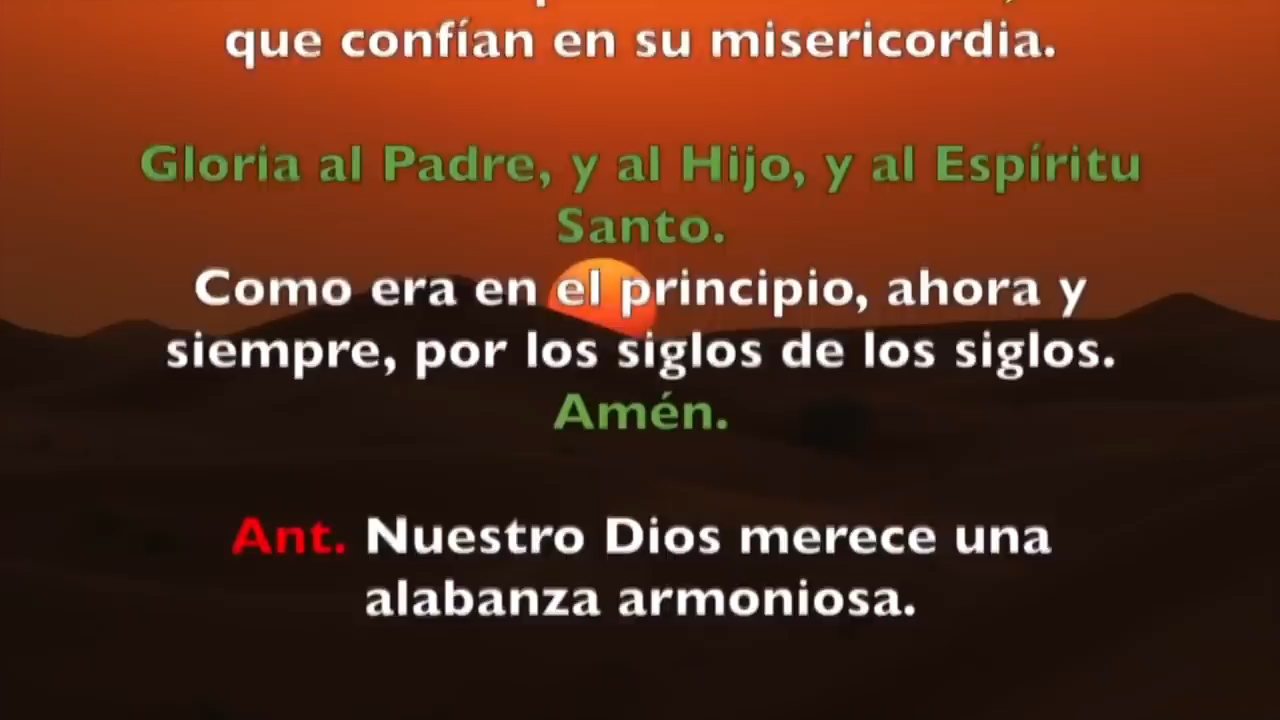 que confían en su misericordia.
Gloria al Padre, y al Hijo, y al Espíritu
Santo.
Como era en el principio, ahora y
siempre, por los siglos de los siglos.
Amén.
Ant. Nuestro Dios merece una
alabanza armoniosa.